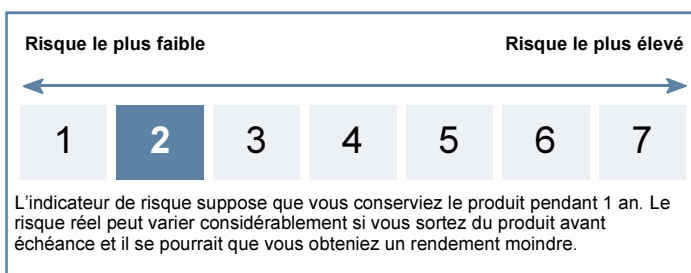 Risque le plus faible Risque le plus élevé
1 2 3 4 5 6 7
L'indicateur de risque suppose que vous conserviez le produit pendant 1 an. Le
risque réel peut varier considérablement si vous sortez du produit avant
échéance et il se pourrait que vous obteniez un rendement moindre.